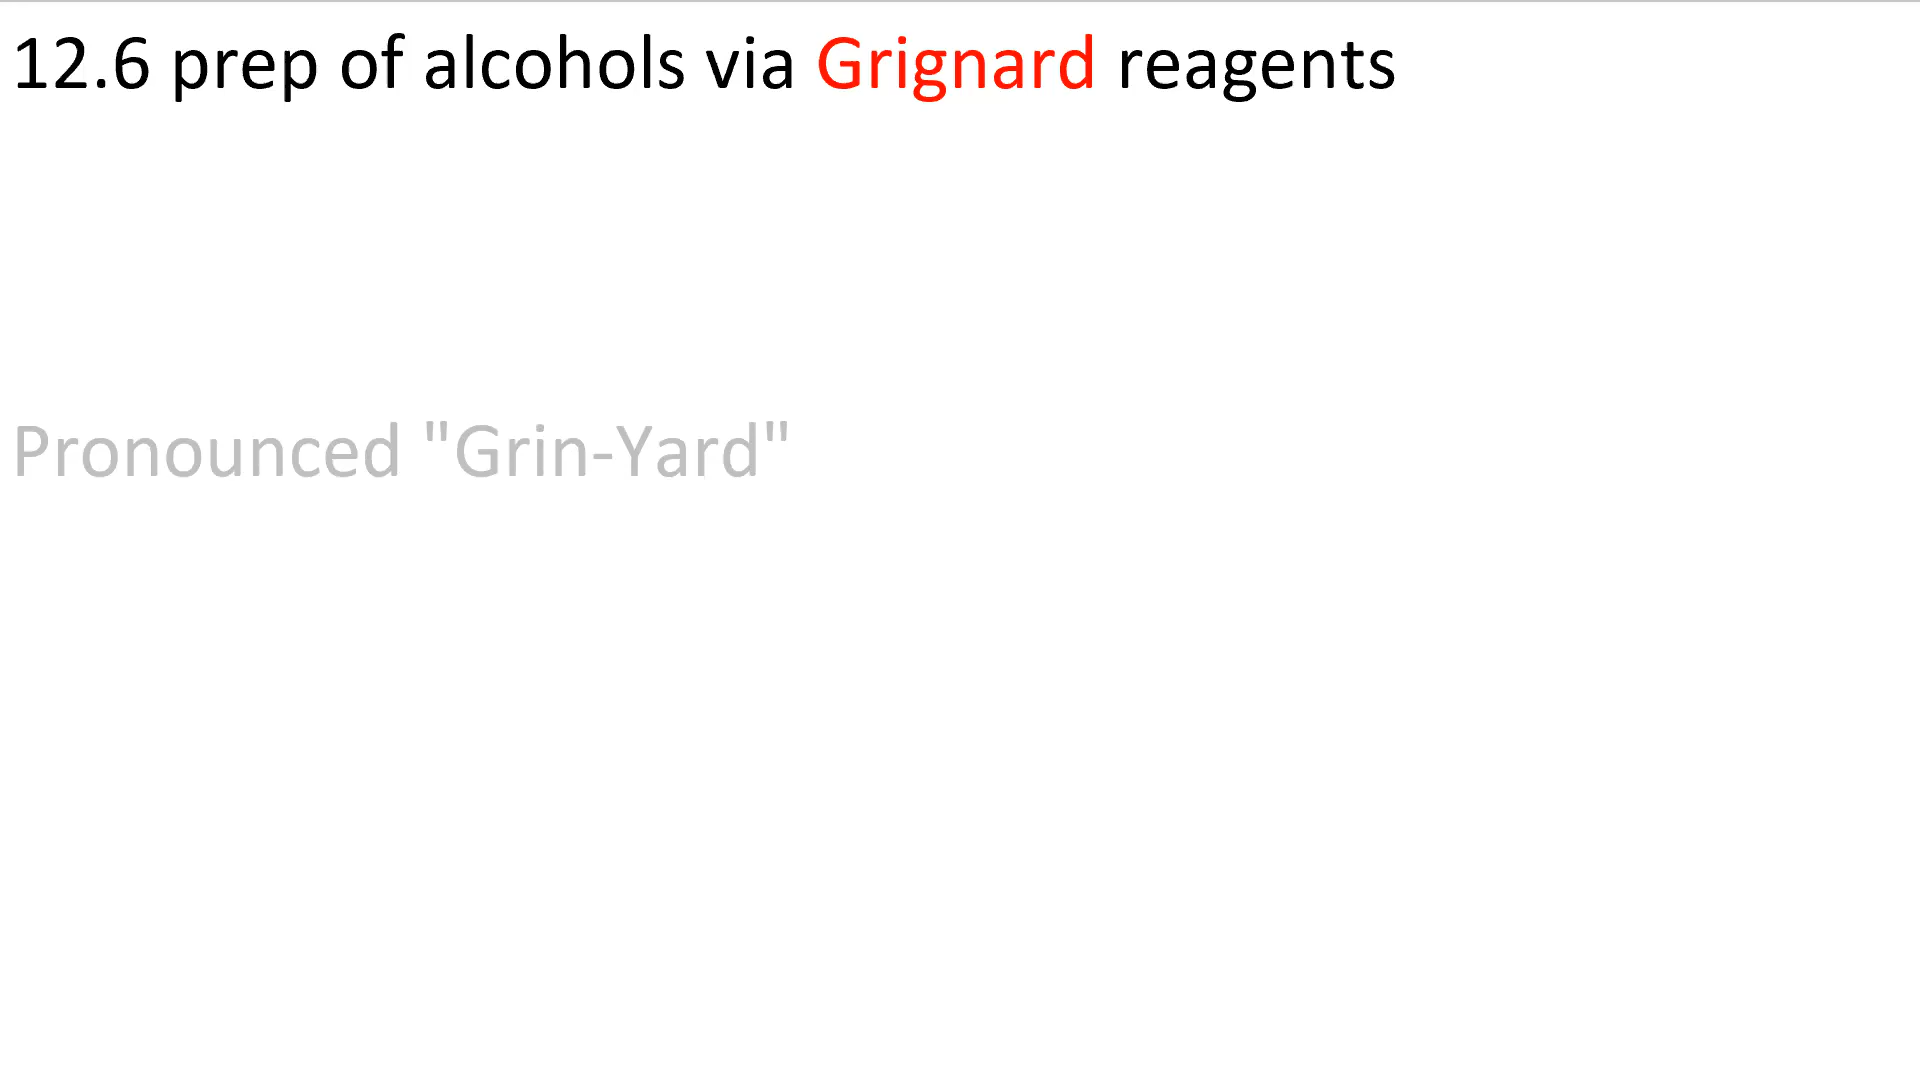 12.6 prep of alcohols via Grignard reagents
Pronounced "Grin-Yard"